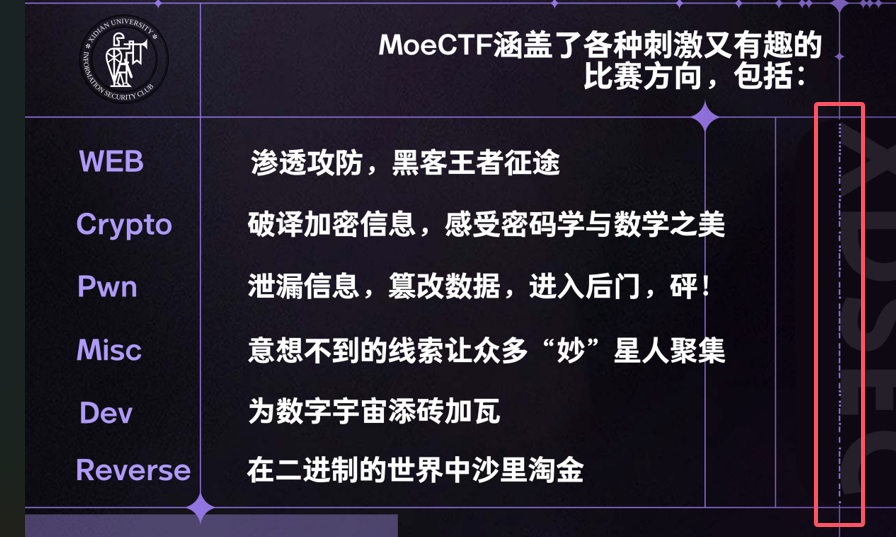 XIDIAN UNIVERSITY
INFORMATION SECURITY CLUB
MoeCTF涵盖了各种刺激又有趣的
比赛方向，包括：
WEB 渗透攻防，黑客王者征途
Crypto 破译加密信息，感受密码学与数学之美
Pwn 泄漏信息，篡改数据，进入后门，砰！
Misc 意想不到的线索让众多“妙”星人聚集
Dev 为数字宇宙添砖加瓦
Reverse 在二进制的世界中沙里淘金
XDSEC